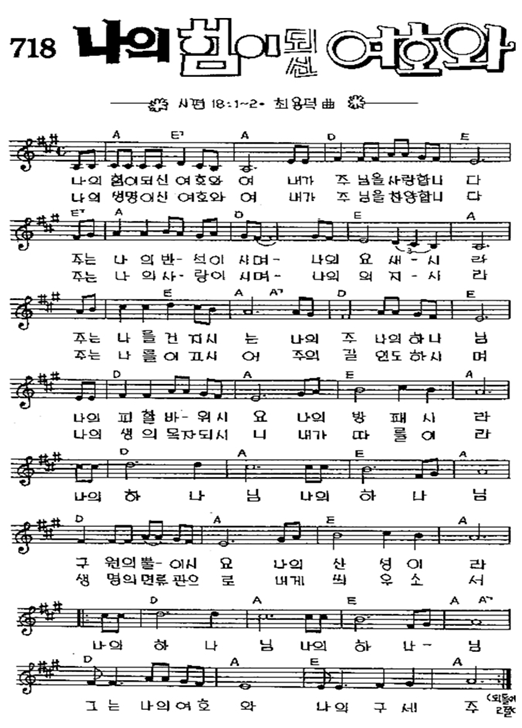 718 나의 힘이 되신 여호와
시편 18:1~2· 최용덕 曲
A E⁷ A D E
나의 힘이되신 여호와 여 내가 주 님을사랑합니 다
나의 생명이신 여호와 여 내가 주 님을찬양합니 다
E⁷ A D E
주는 나 의반-석이 시며- 나의 요 새-시 라
주는 나 의사-랑이 시며- 나의 의 지-시 라
A A⁷ D
주는 나 를건 지시 는 나의 주 나의하나 님
주는 나 를이 끄시 어 주의 길 인도하시 며
D A E A
나의 피 할바-위시 요 나의 방 패시 라
나의 생 의목자되시 니 내가 따 르리 라
D A E A
나의 하 나 님 나의 하 나 님
D A E A
구 원의뿔-이시 요 나의 산 성이 라
생 명의면류관으 로 내게 씌 우소 서
D A E A A⁷
나의 하 나 님 나의 하 나- 님
D A E A
그 는 나의여호 와 나의 구 세 주